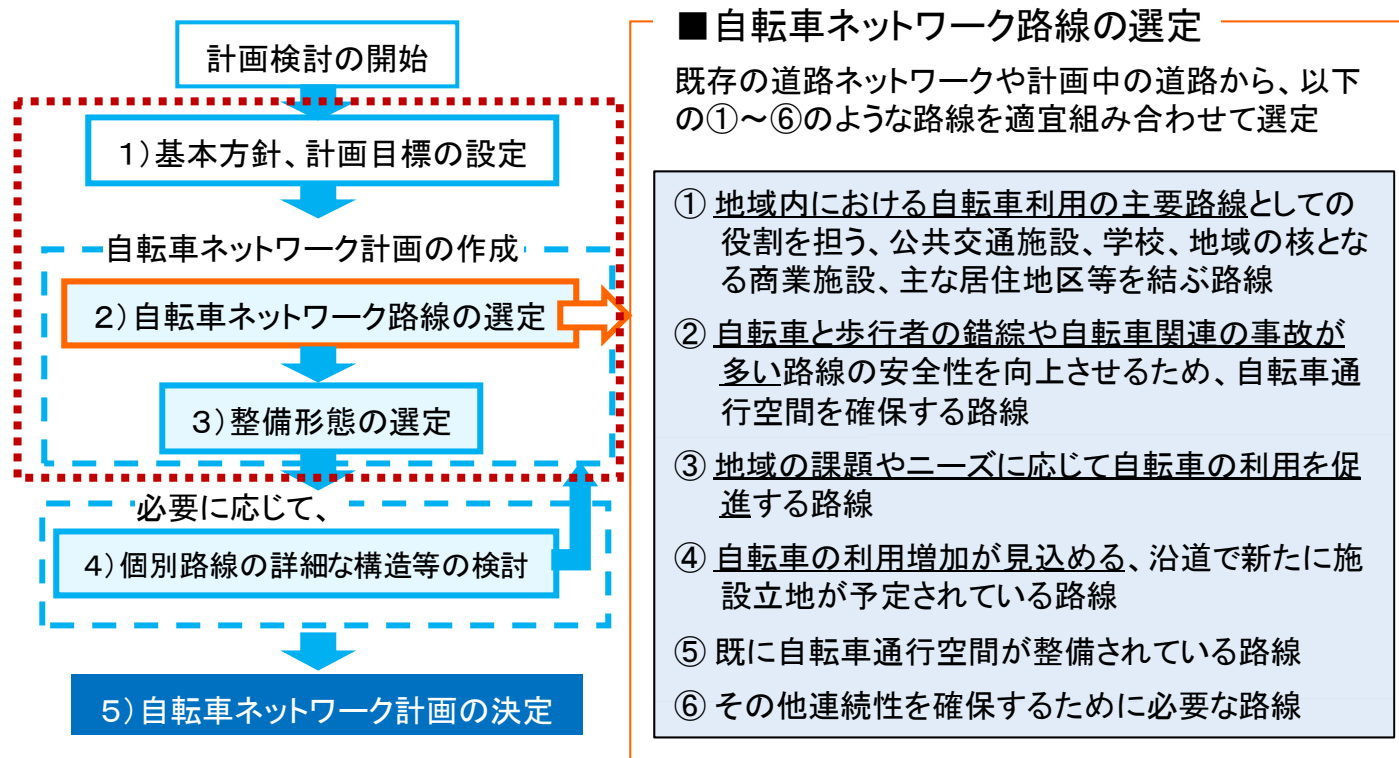 計画検討の開始
1)基本方針、計画目標の設定
自転車ネットワーク計画の作成
2)自転車ネットワーク路線の選定
3)整備形態の選定
必要に応じて、
4)個別路線の詳細な構造等の検討
5)自転車ネットワーク計画の決定
■自転車ネットワーク路線の選定
既存の道路ネットワークや計画中の道路から、以下
の①～⑥のような路線を適宜組み合わせて選定
① 地域内における自転車利用の主要路線としての
役割を担う、公共交通施設、学校、地域の核とな
る商業施設、主な居住地区等を結ぶ路線
② 自転車と歩行者の錯綜や自転車関連の事故が
多い路線の安全性を向上させるため、自転車通
行空間を確保する路線
③ 地域の課題やニーズに応じて自転車の利用を促
進する路線
④ 自転車の利用増加が見込める、沿道で新たに施
設立地が予定されている路線
⑤ 既に自転車通行空間が整備されている路線
⑥ その他連続性を確保するために必要な路線